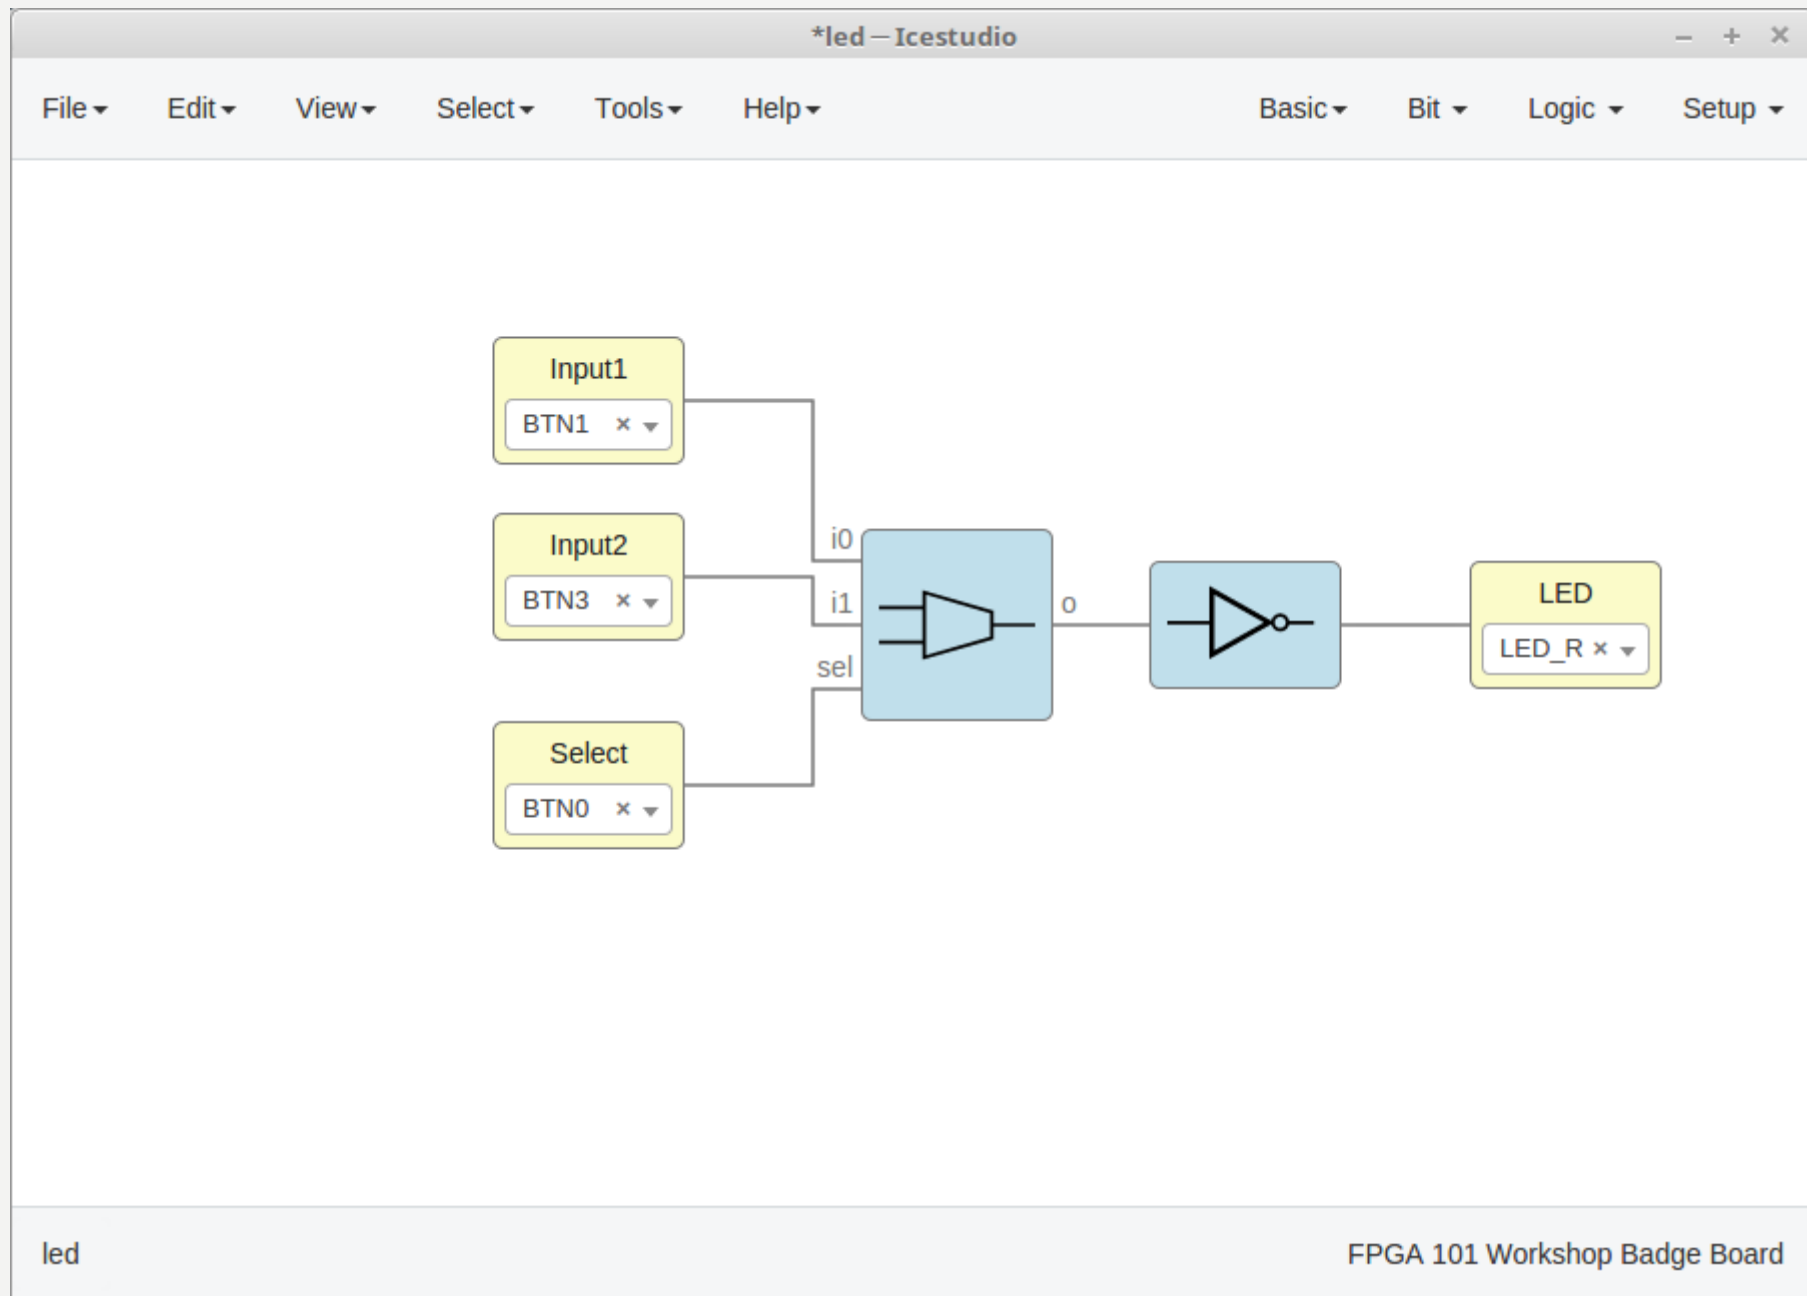 *led — Icestudio
File Edit View Select Tools Help Basic Bit Logic Setup
Input1
BTN1
Input2
BTN3
Select
BTN0
i0
i1
sel
o
LED
LED_R
led
FPGA 101 Workshop Badge Board